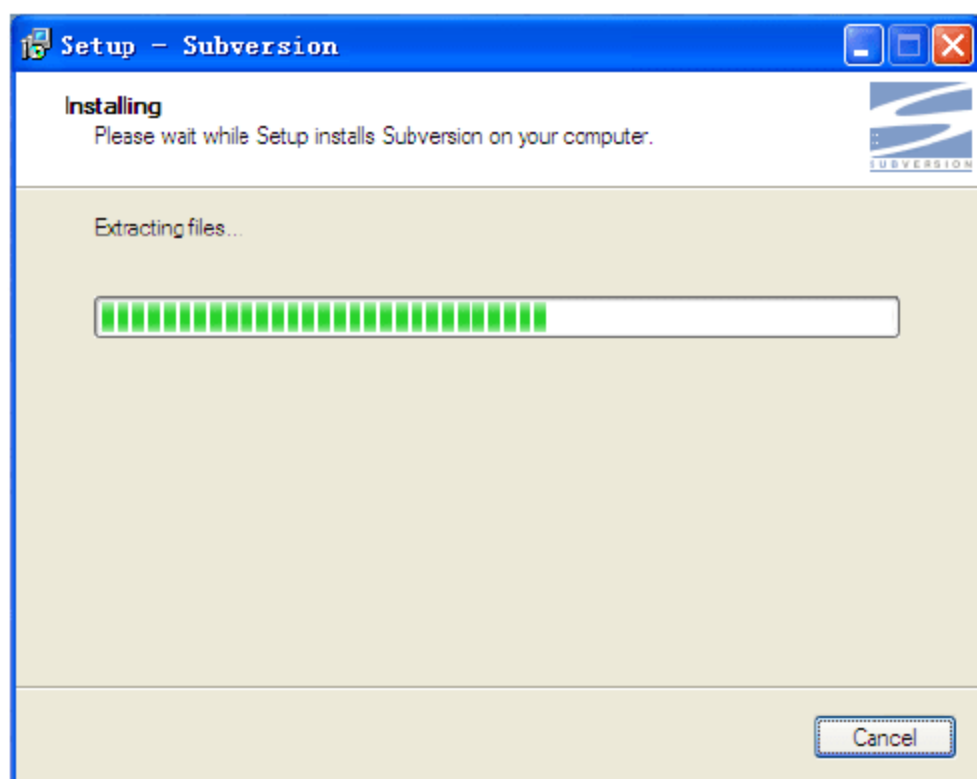 Setup - Subversion
Installing
Please wait while Setup installs Subversion on your computer.
SUBVERSION
Extracting files...
Cancel